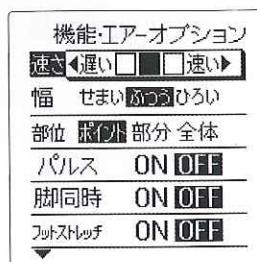 機能・エアーオプション
速さ ◀遅い□■□速い▶
幅 せまい ふつう ひろい
部位 ポイント 部分 全体
パルス ON OFF
脚同時 ON OFF
フットストレッチ ON OFF
▼